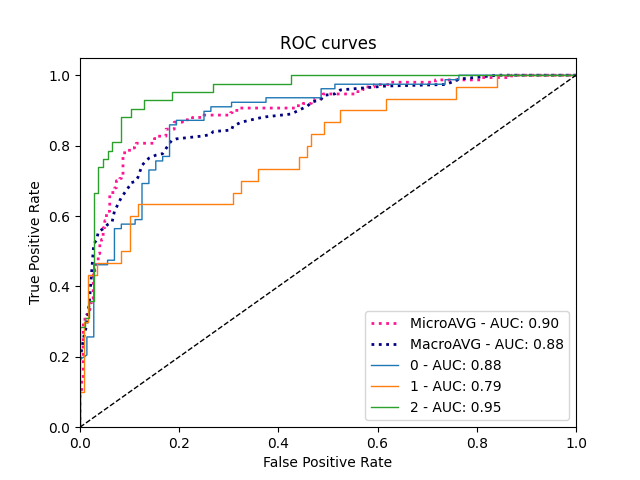 ROC curves
True Positive Rate
1.0
0.8
0.6
0.4
0.2
0.0
0.0 0.2 0.4 0.6 0.8 1.0
False Positive Rate
MicroAVG - AUC: 0.90
MacroAVG - AUC: 0.88
0 - AUC: 0.88
1 - AUC: 0.79
2 - AUC: 0.95